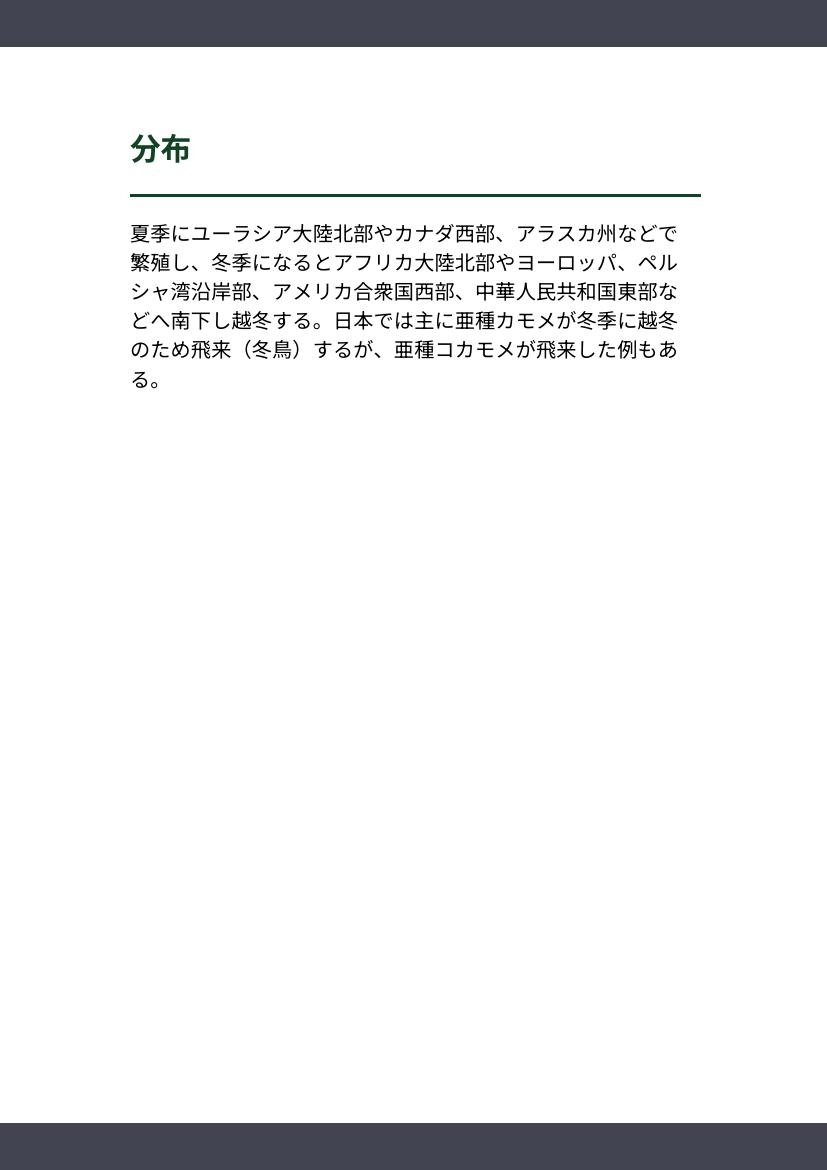 分布
夏季にユーラシア大陸北部やカナダ西部、アラスカ州などで
繁殖し、冬季になるとアフリカ大陸北部やヨーロッパ、ペル
シャ湾沿岸部、アメリカ合衆国西部、中華人民共和国東部な
どへ南下し越冬する。日本では主に亜種カモメが冬季に越冬
のため飛来（冬鳥）するが、亜種コカモメが飛来した例もあ
る。